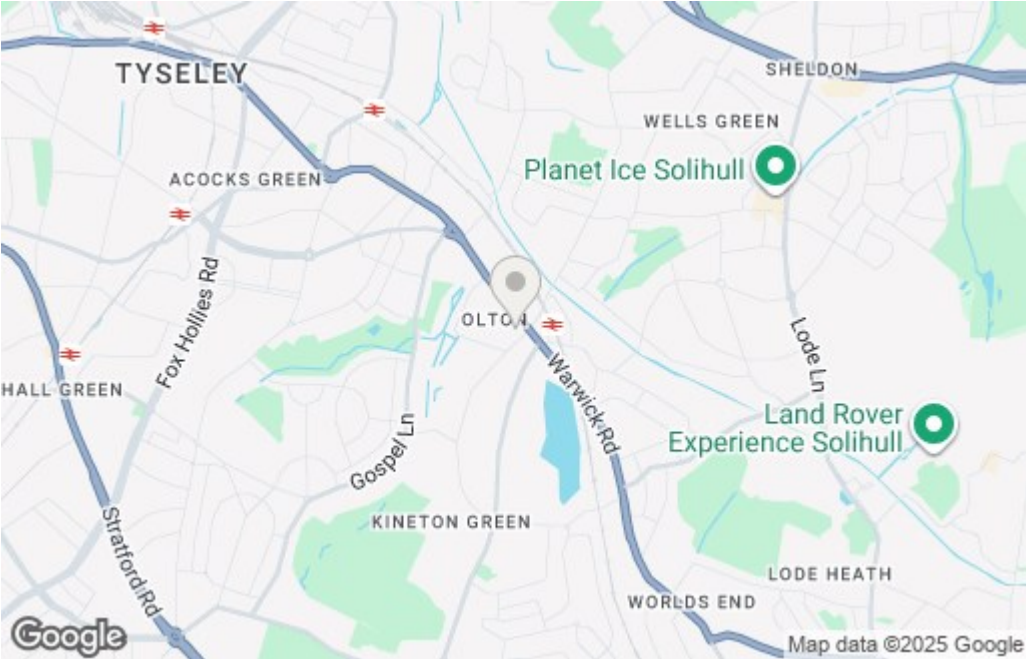 TYSELEY
SHELDON
WELLS GREEN
Planet Ice Solihull
ACOCKS GREEN
Fox Hollies Rd
OLTON
HALL GREEN
Warwick Rd
Lode Ln
Land Rover
Experience Solihull
Gospel Ln
KINETON GREEN
Stratford Rd
LODE HEATH
WORLDS END
Google
Map data ©2025 Google